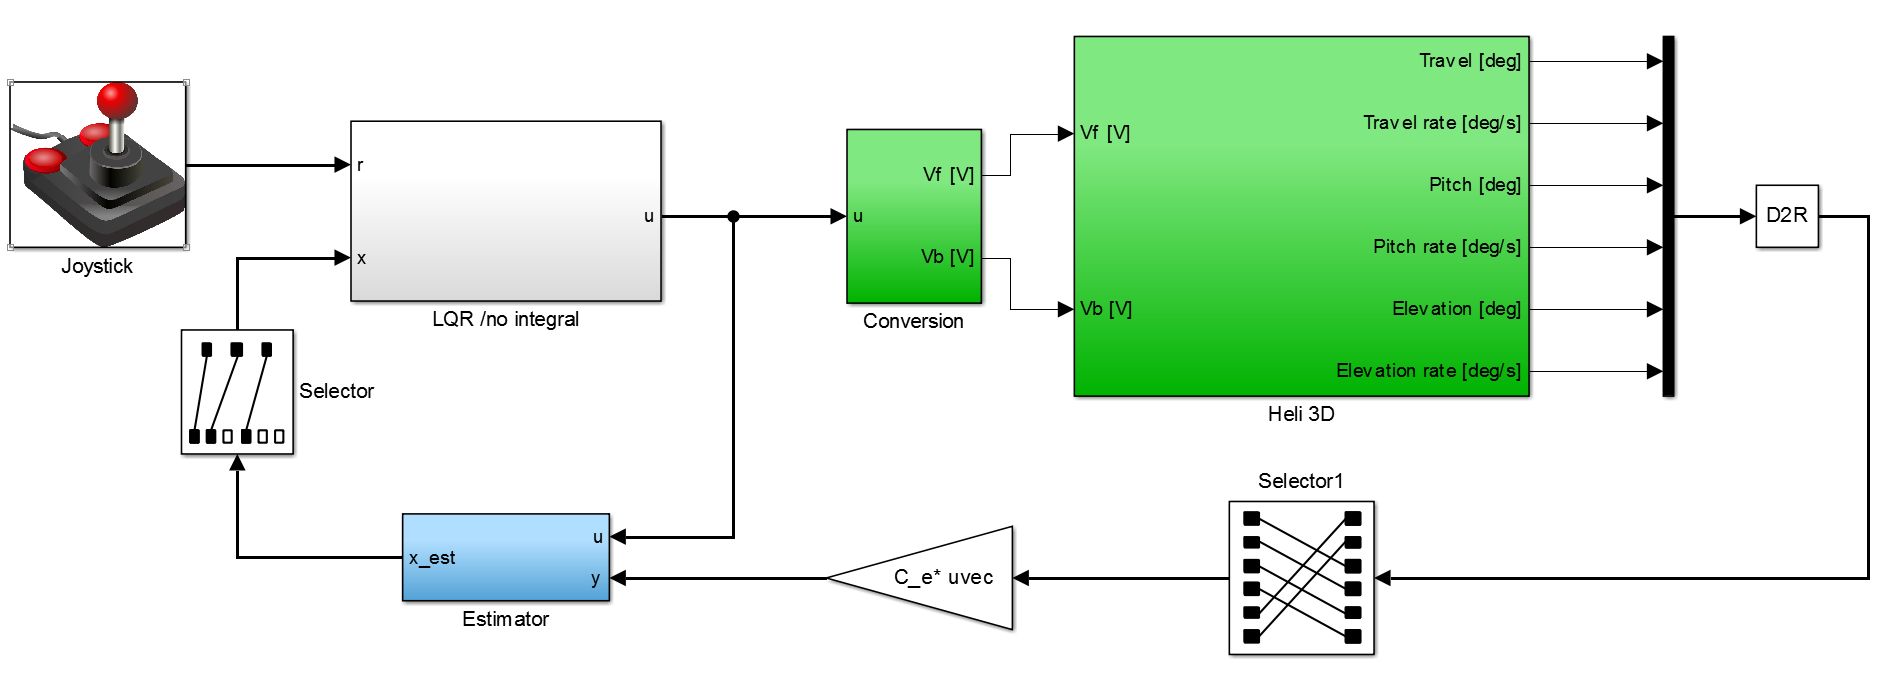 Joystick
r
x
u
LQR /no integral
Selector
u
Vf [V]
Vb [V]
Conversion
Vf [V]
Vb [V]
Travel [deg]
Travel rate [deg/s]
Pitch [deg]
Pitch rate [deg/s]
Elevation [deg]
Elevation rate [deg/s]
Heli 3D
D2R
Selector1
C_e* uvec
u
y
x_est
Estimator